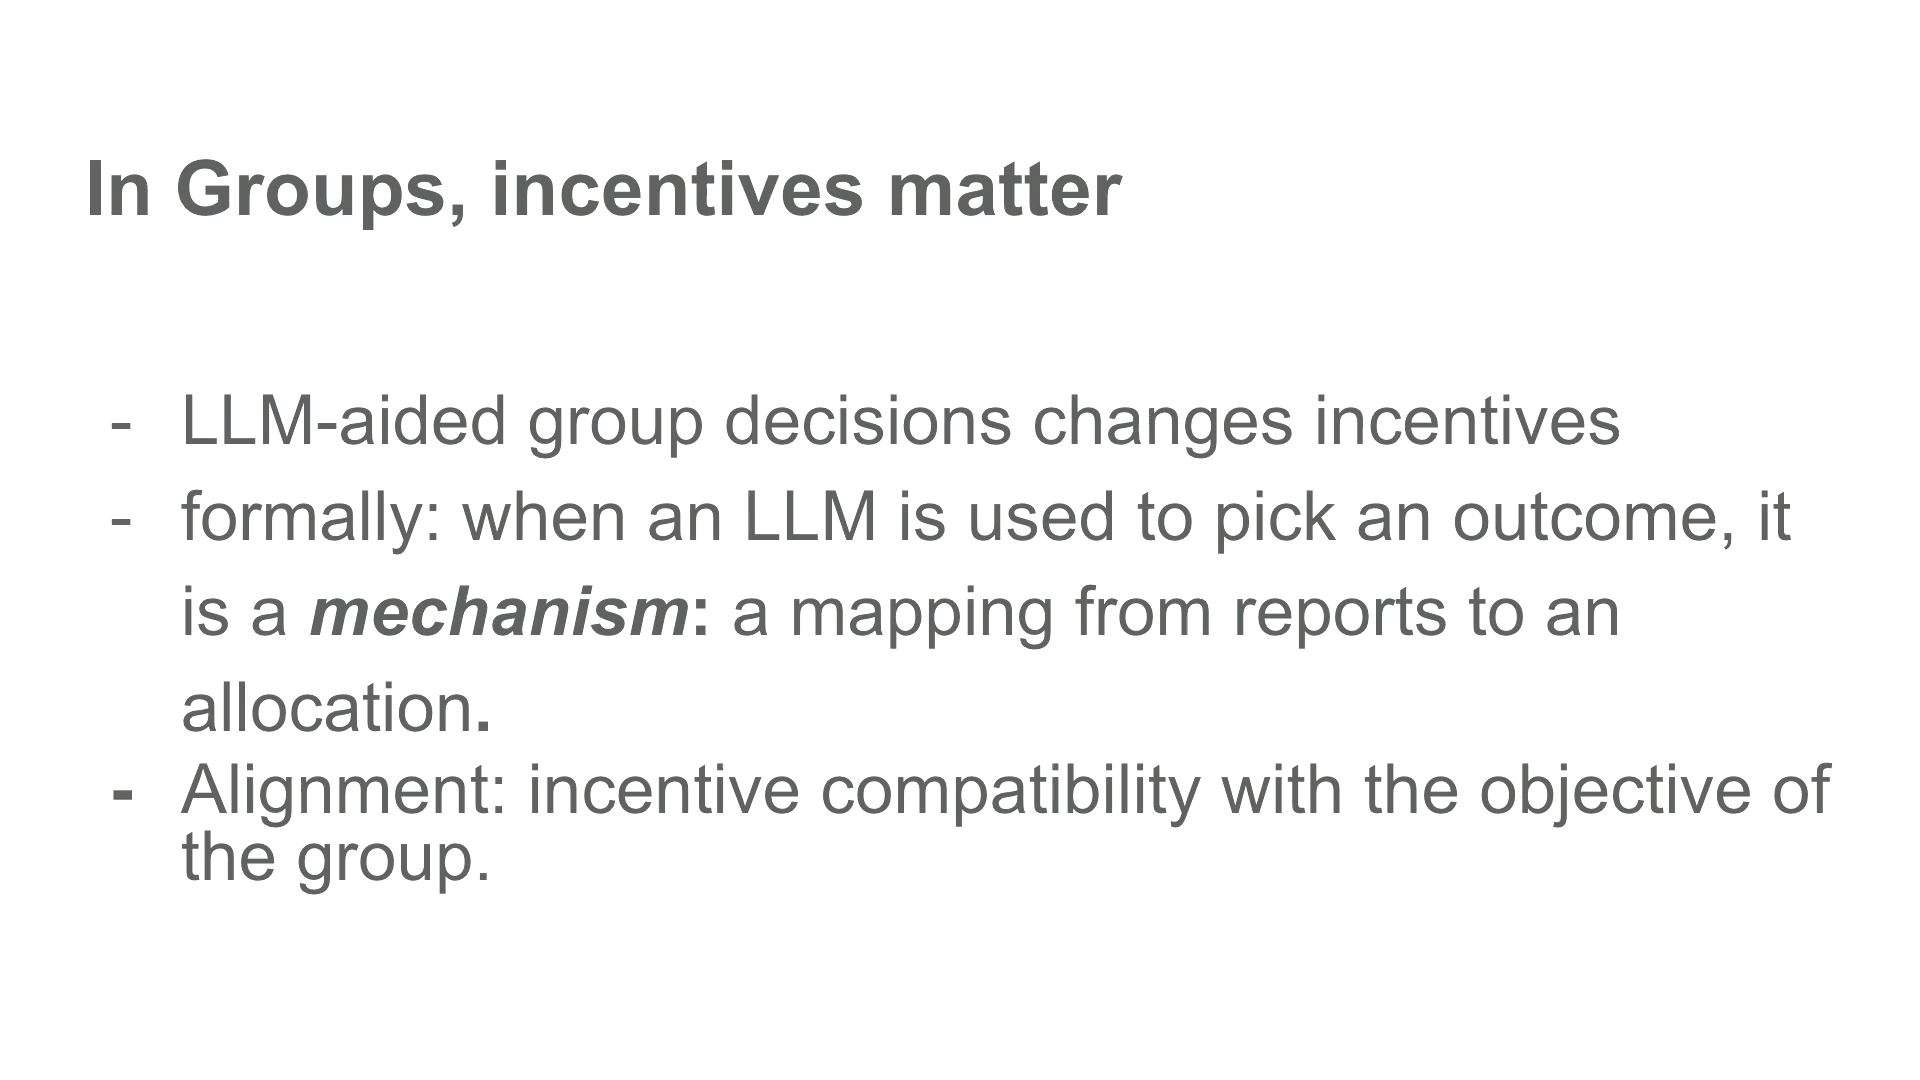 In Groups, incentives matter
- LLM-aided group decisions changes incentives
- formally: when an LLM is used to pick an outcome, it
is a mechanism: a mapping from reports to an
allocation.
- Alignment: incentive compatibility with the objective of
the group.